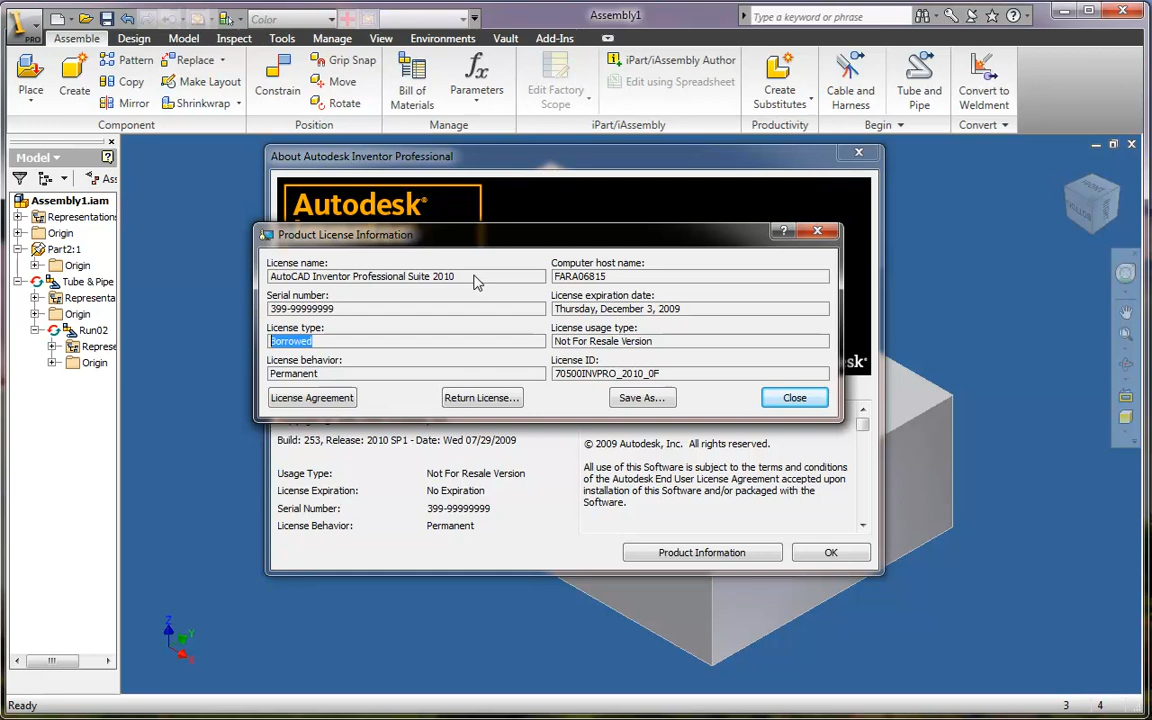 PRO
Color
Assembly1
Type a keyword or phrase
Assemble Design Model Inspect Tools Manage View Environments Vault Add-Ins
Place
Create
Pattern
Copy
Mirror
Replace
Make Layout
Shrinkwrap
Component
Constrain
Grip Snap
Move
Rotate
Position
Bill of
Materials
Parameters
Manage
Edit Factory
Scope
iPart/iAssembly Author
Edit using Spreadsheet
iPart/iAssembly
Create
Substitutes
Productivity
Cable and
Harness
Tube and
Pipe
Begin
Convert to
Weldment
Convert
Model
Ass
Assembly1.iam
Representations
Origin
Part2:1
Origin
Tube & Pipe
Representa
Origin
Run02
Represe
Origin
FRONT
BOTTOM
About Autodesk Inventor Professional
Autodesk®
Product License Information
License name:
AutoCAD Inventor Professional Suite 2010
Computer host name:
FARA06815
Serial number:
399-99999999
License expiration date:
Thursday, December 3, 2009
License type:
Borrowed
License usage type:
Not For Resale Version
License behavior:
Permanent
License ID:
70500INVPRO_2010_0F
License Agreement
Return License...
Save As...
Close
sk®
Build: 253, Release: 2010 SP1 - Date: Wed 07/29/2009
Usage Type: Not For Resale Version
License Expiration: No Expiration
Serial Number: 399-99999999
License Behavior: Permanent
© 2009 Autodesk, Inc. All rights reserved.
All use of this Software is subject to the terms and conditions
of the Autodesk End User License Agreement accepted upon
installation of this Software and/or packaged with the
Software.
Product Information
OK
Z
Y
X
Ready
3 4